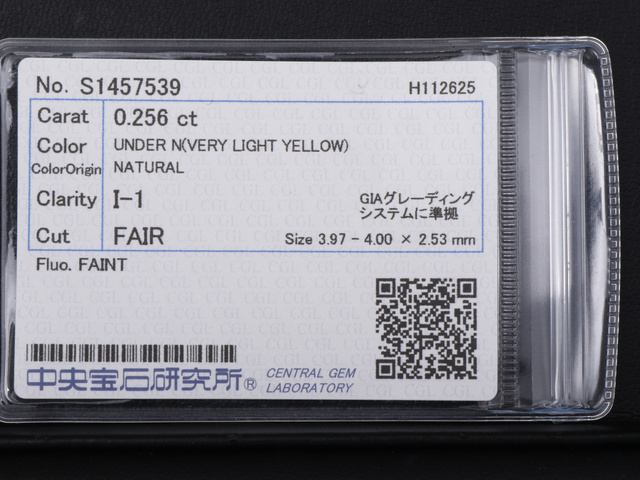 No. S1457539 H112625
Carat 0.256 ct
Color UNDER N(VERY LIGHT YELLOW)
ColorOrigin NATURAL
Clarity I-1
GIAグレーディング
システムに準拠
Cut FAIR Size 3.97 - 4.00 × 2.53 mm
Fluo. FAINT
中央宝石研究所®
CENTRAL GEM
LABORATORY